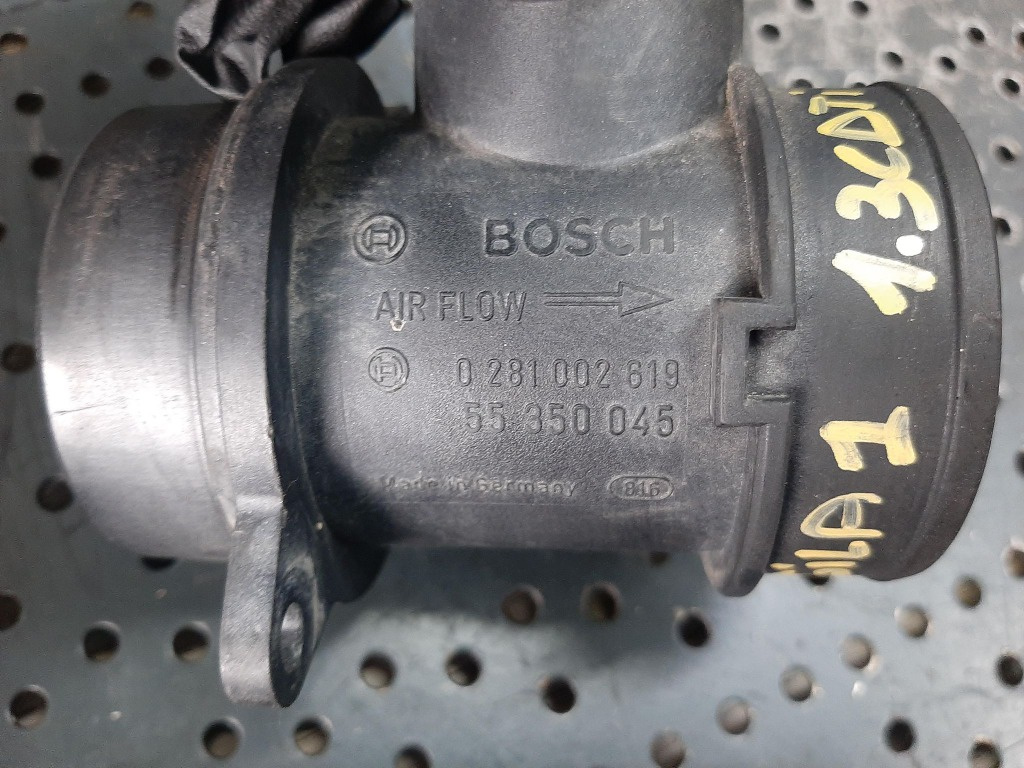 BOSCH
AIR FLOW
0 281 002 619
55 350 045
Made in Germany 816
1.3CDTI
1